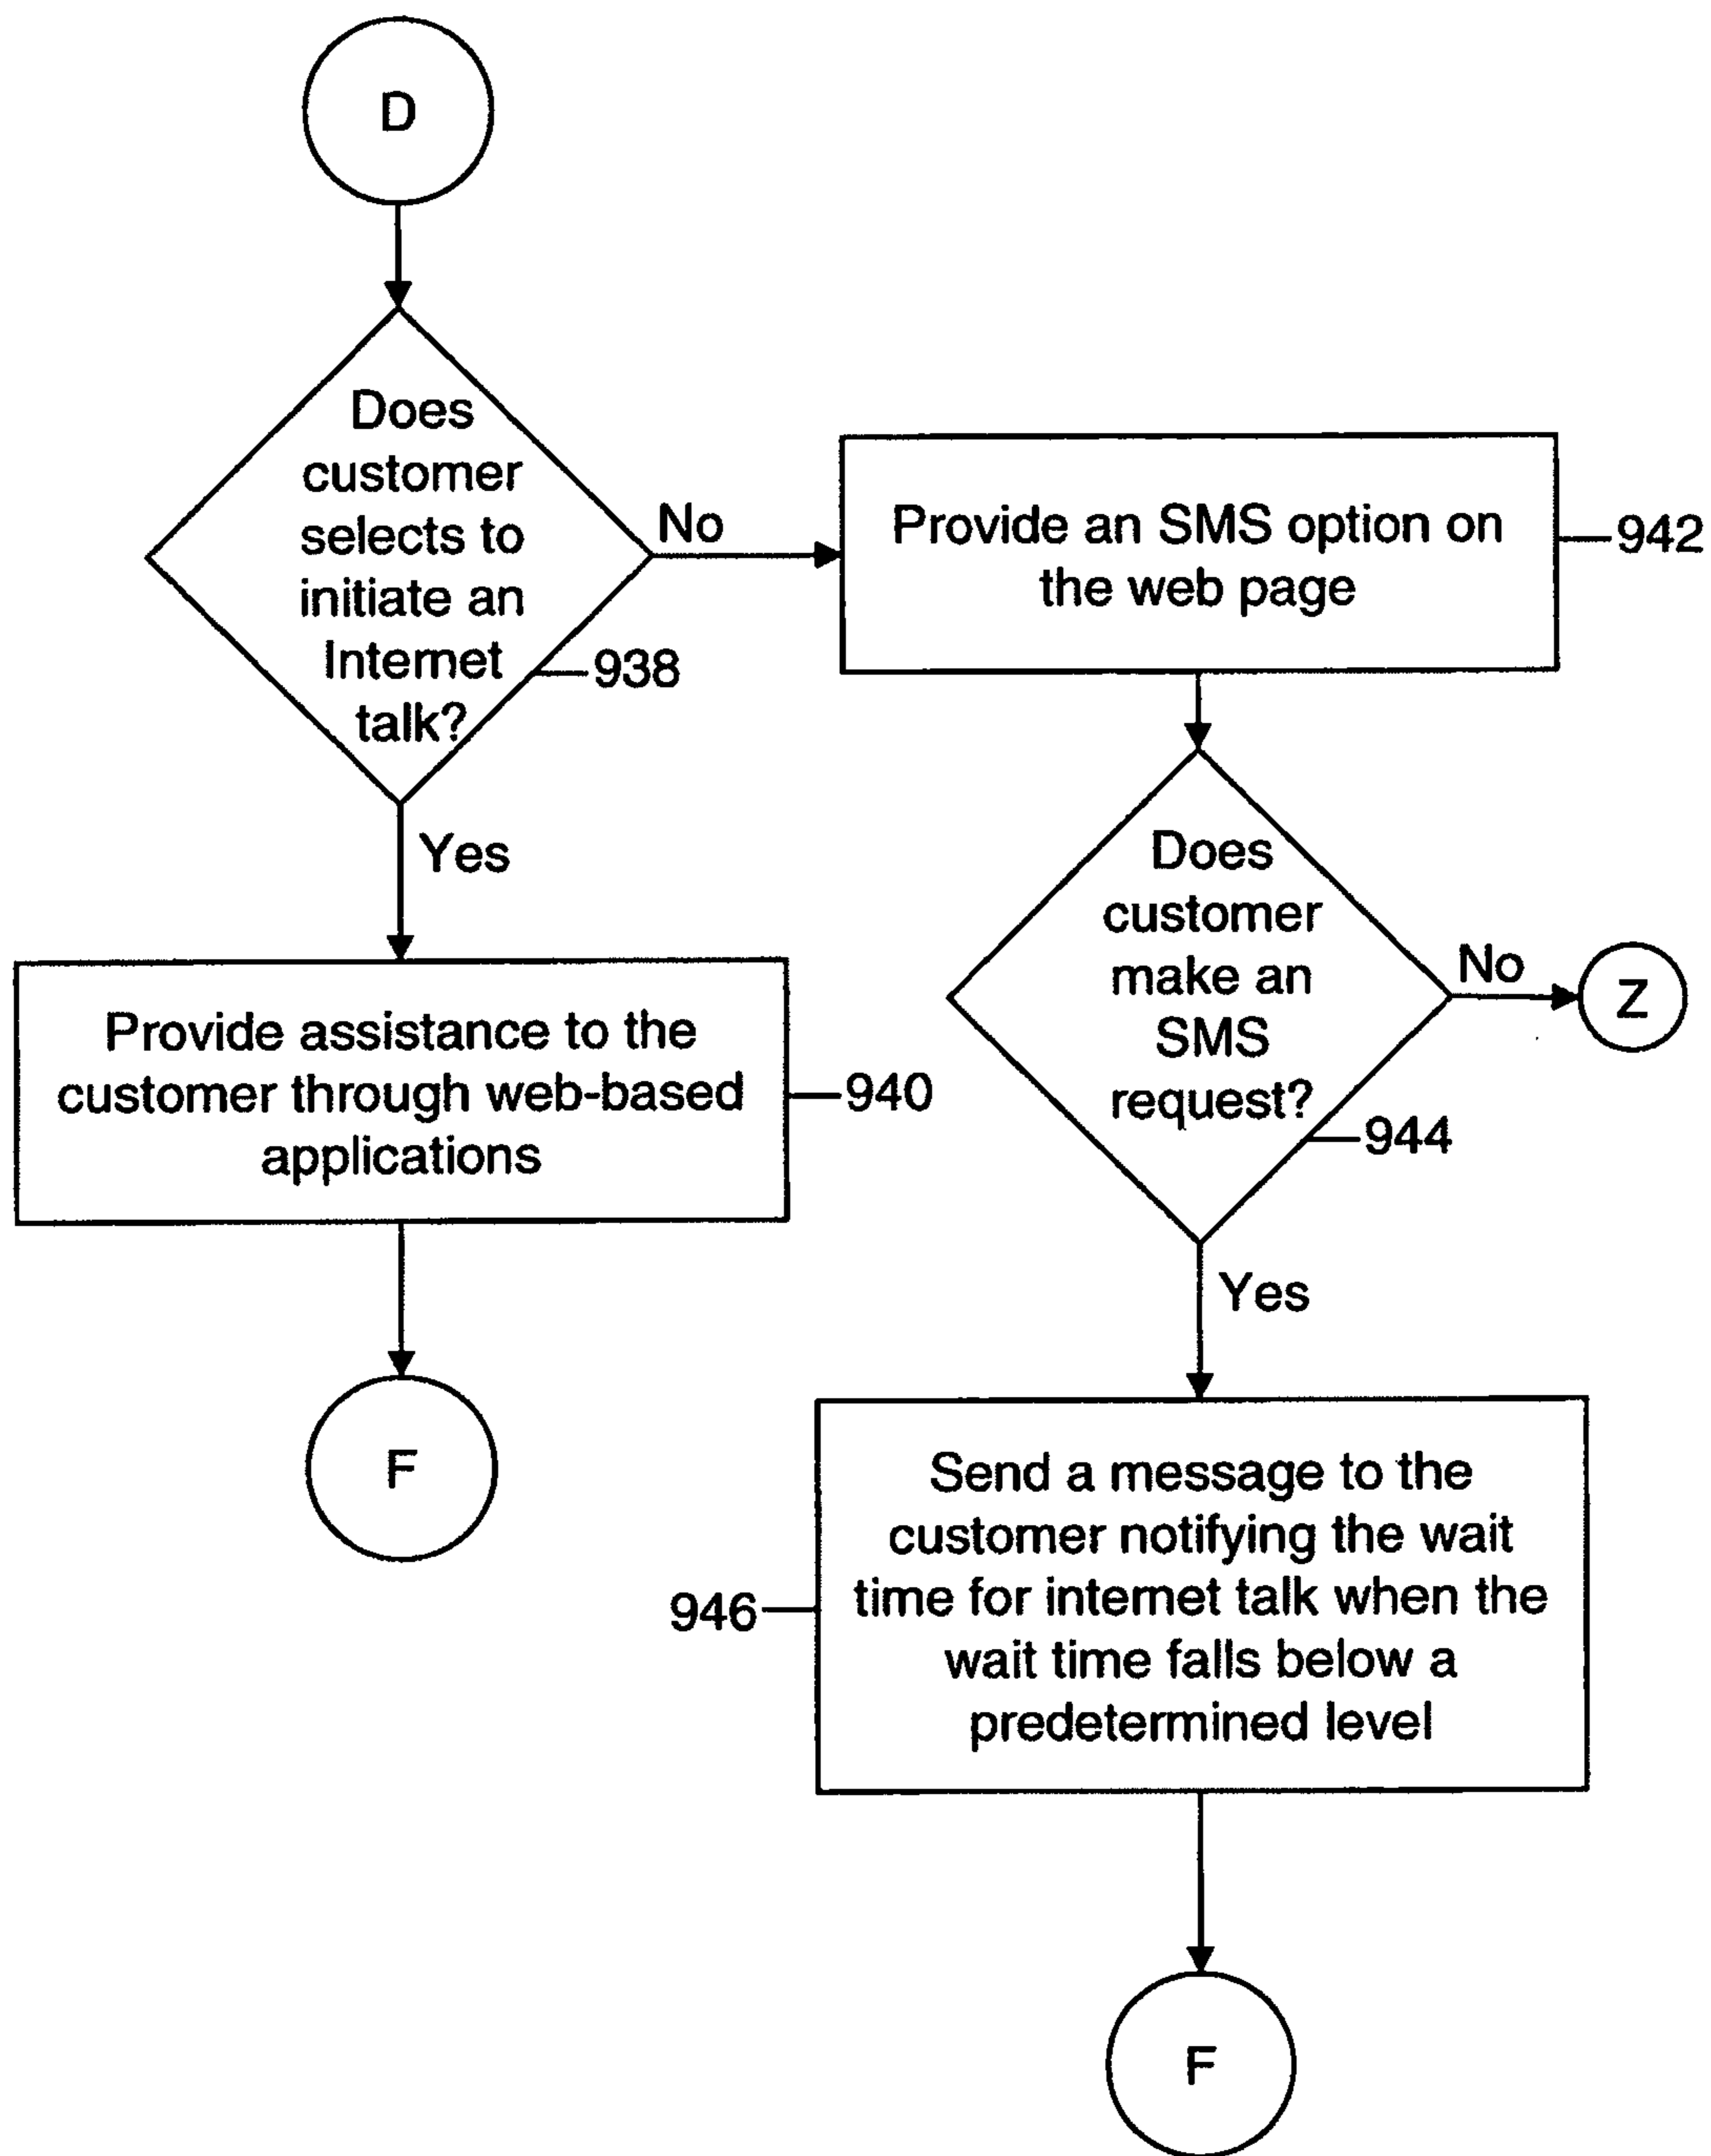 D
Does
customer
selects to
initiate an
Internet
talk?
938
No
Provide an SMS option on
the web page
942
Yes
Provide assistance to the
customer through web-based
applications
940
F
Does
customer
make an
SMS
request?
944
No
Z
Yes
Send a message to the
customer notifying the wait
time for internet talk when the
wait time falls below a
predetermined level
946
F